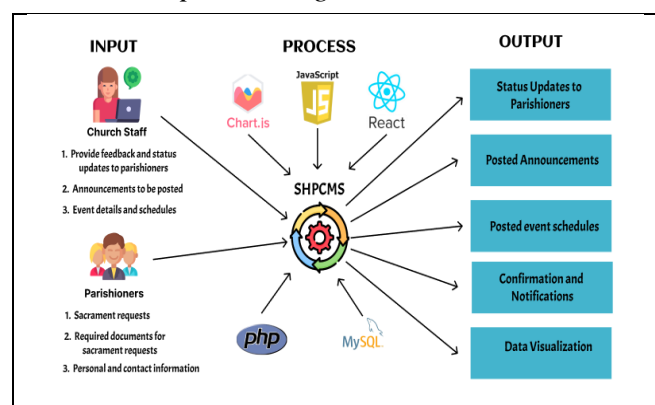 INPUT
PROCESS
OUTPUT
Church Staff
1. Provide feedback and status
updates to parishioners
2. Announcements to be posted
3. Event details and schedules
Parishioners
1. Sacrament requests
2. Required documents for
sacrament requests
3. Personal and contact information
Chart.js
JavaScript
JS
React
SHPCMS
php
MySQL
Status Updates to
Parishioners
Posted Announcements
Posted event schedules
Confirmation and
Notifications
Data Visualization